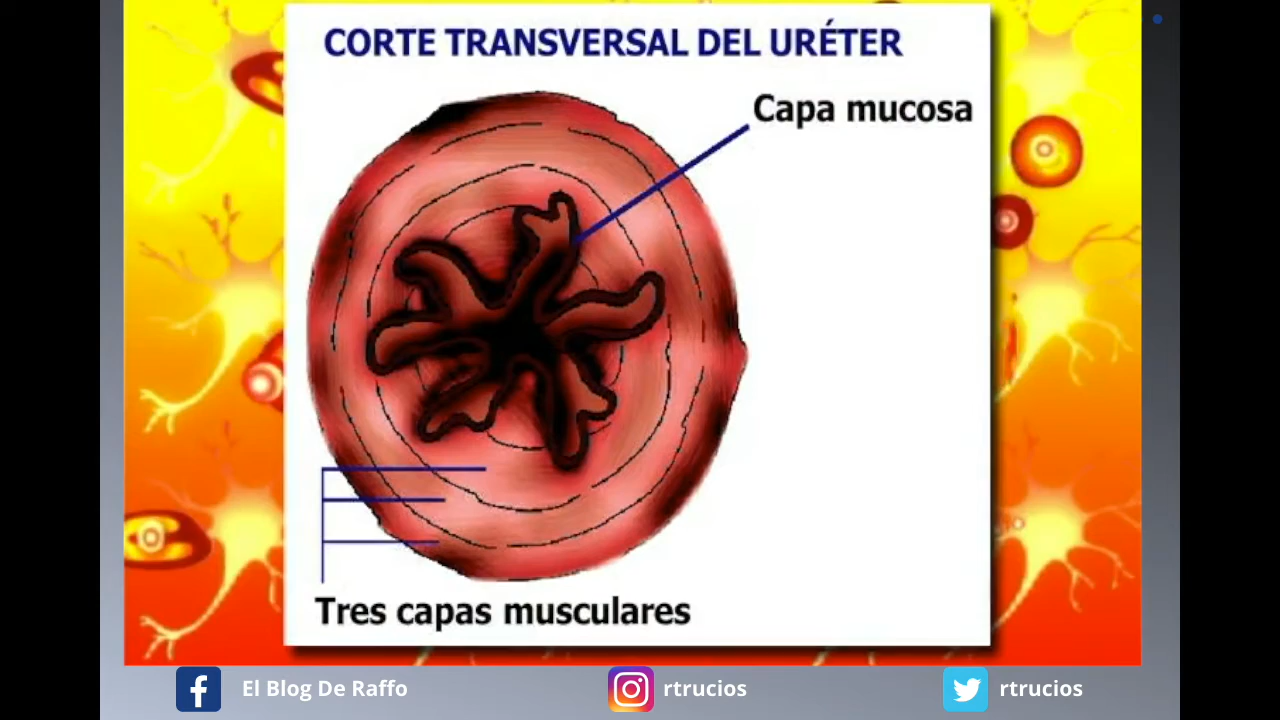 CORTE TRANSVERSAL DEL URÉTER
Capa mucosa
Tres capas musculares
El Blog De Raffo
rtrucios
rtrucios